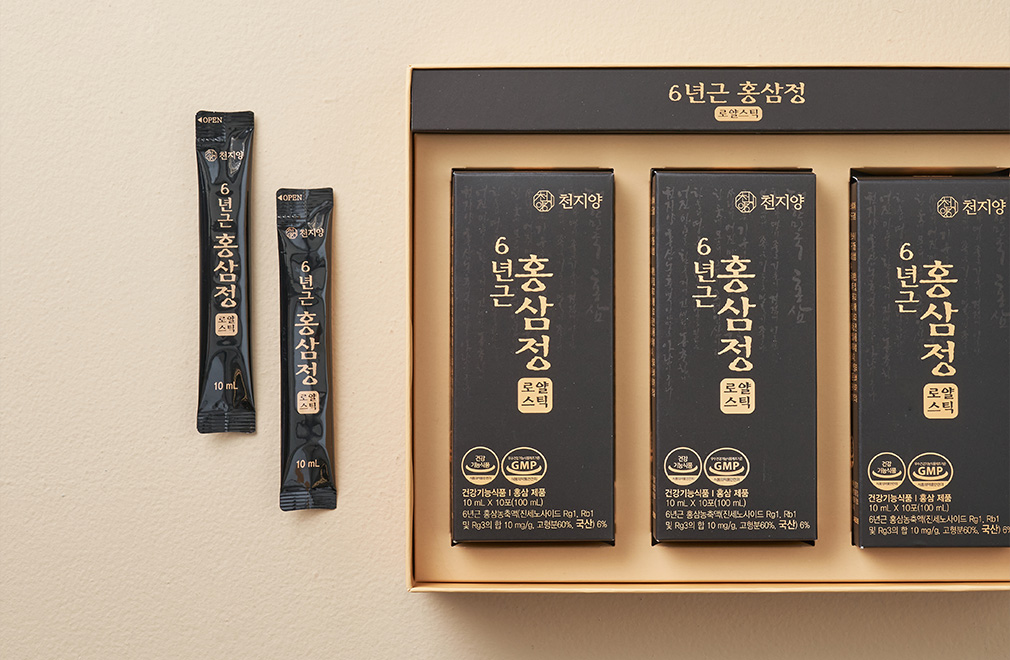 ◀OPEN
천지양
6년근 홍삼정
로얄
스틱
10 mL
◀OPEN
천지양
6년근 홍삼정
로얄
스틱
10 mL
6년근 홍삼정
로얄스틱
천지양
6년근
홍삼정
로얄
스틱
건강
기능식품
GMP
건강기능식품 I 홍삼 제품
10 mL X 10포(100 mL)
6년근 홍삼농축액(진세노사이드 Rg1, Rb1
및 Rg3의 합 10 mg/g, 고형분60%, 국산) 6%
천지양
6년근
홍삼정
로얄
스틱
건강
기능식품
GMP
건강기능식품 I 홍삼 제품
10 mL X 10포(100 mL)
6년근 홍삼농축액(진세노사이드 Rg1, Rb1
및 Rg3의 합 10 mg/g, 고형분60%, 국산) 6%
천지양
6년근
홍삼정
로얄
스틱
건강
기능식품
GMP
건강기능식품 I 홍삼 제품
10 mL X 10포(100 mL)
6년근 홍삼농축액(진세노사이드 Rg1, Rb1
및 Rg3의 합 10 mg/g, 고형분60%, 국산) 6%